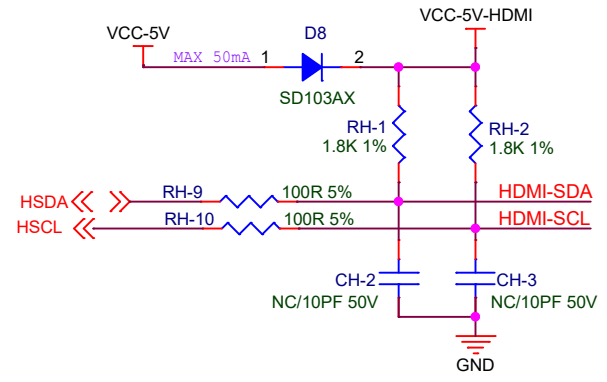 VCC-5V
D8
VCC-5V-HDMI
MAX 50mA
1
2
SD103AX
RH-1
1.8K 1%
RH-2
1.8K 1%
RH-9
100R 5%
HDMI-SDA
HSDA
RH-10
100R 5%
HDMI-SCL
HSCL
CH-2
CH-3
NC/10PF 50V
NC/10PF 50V
GND